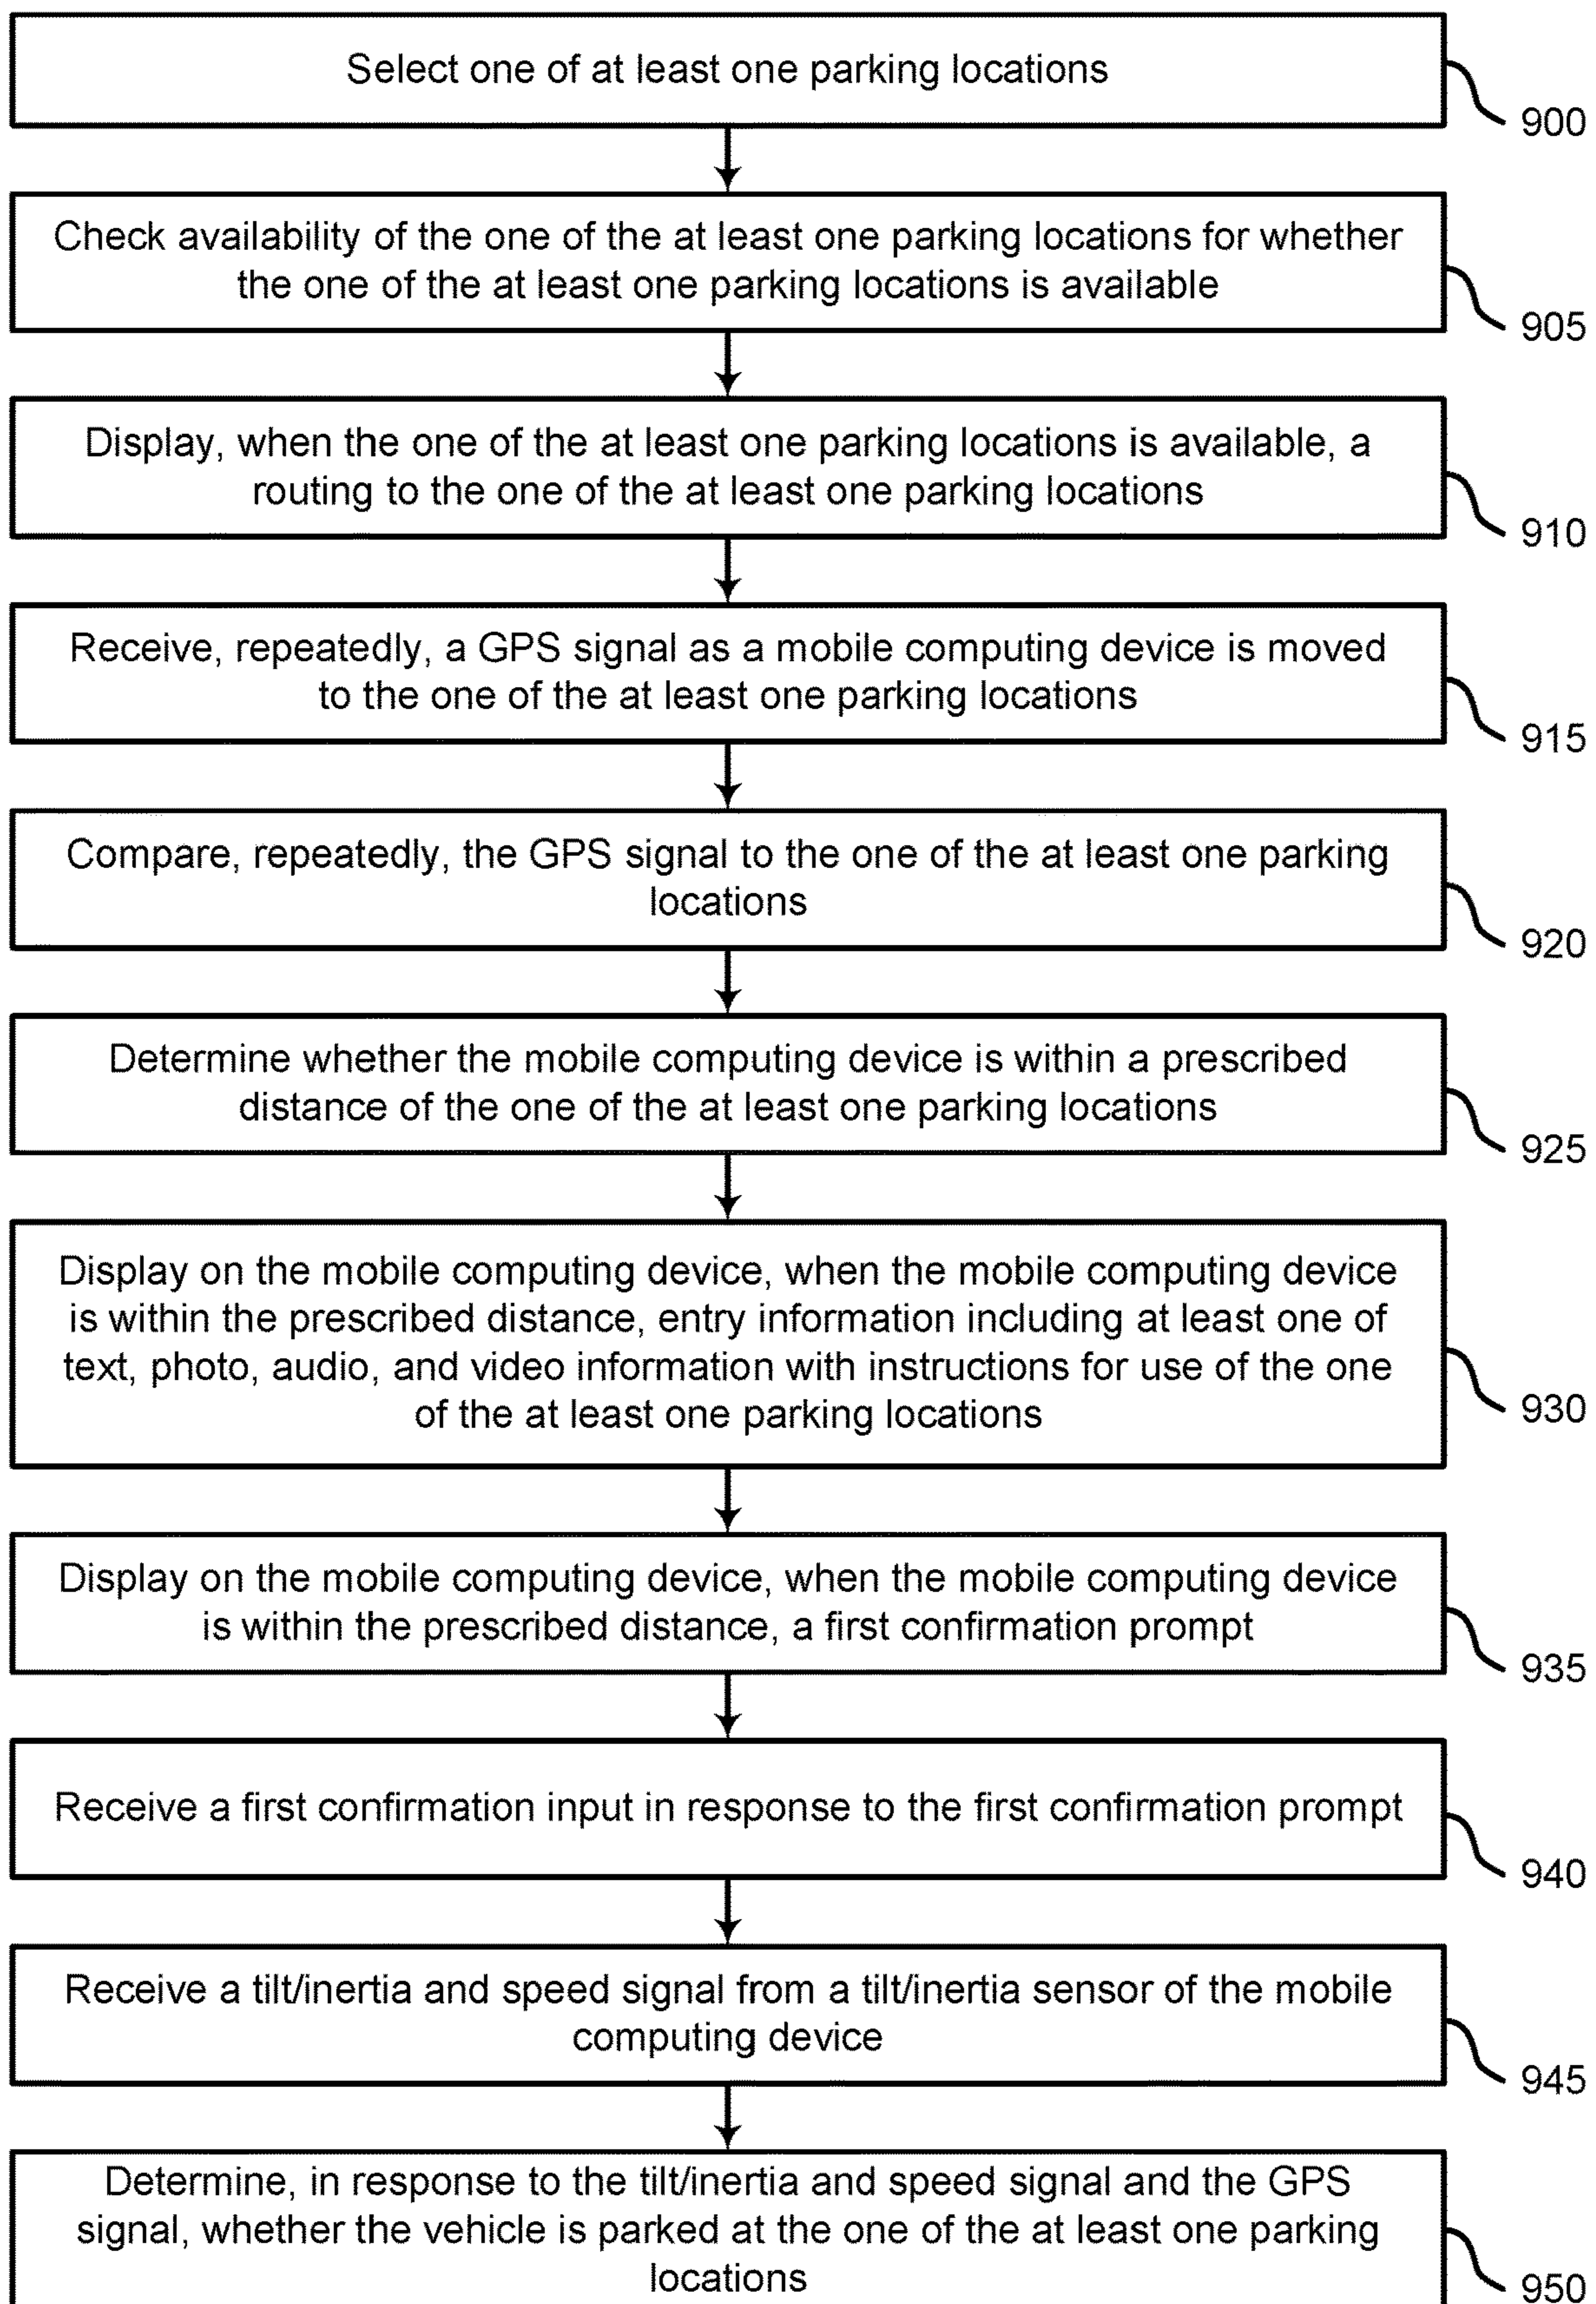 Select one of at least one parking locations
900
Check availability of the one of the at least one parking locations for whether
the one of the at least one parking locations is available
905
Display, when the one of the at least one parking locations is available, a
routing to the one of the at least one parking locations
910
Receive, repeatedly, a GPS signal as a mobile computing device is moved
to the one of the at least one parking locations
915
Compare, repeatedly, the GPS signal to the one of the at least one parking
locations
920
Determine whether the mobile computing device is within a prescribed
distance of the one of the at least one parking locations
925
Display on the mobile computing device, when the mobile computing device
is within the prescribed distance, entry information including at least one of
text, photo, audio, and video information with instructions for use of the one
of the at least one parking locations
930
Display on the mobile computing device, when the mobile computing device
is within the prescribed distance, a first confirmation prompt
935
Receive a first confirmation input in response to the first confirmation prompt
940
Receive a tilt/inertia and speed signal from a tilt/inertia sensor of the mobile
computing device
945
Determine, in response to the tilt/inertia and speed signal and the GPS
signal, whether the vehicle is parked at the one of the at least one parking
locations
950